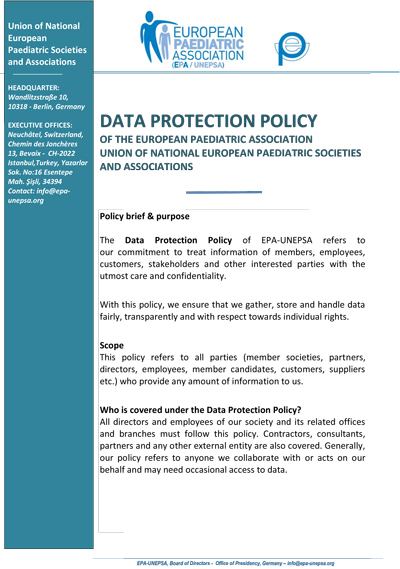 Union of National
European
Paediatric Societies
and Associations
HEADQUARTER:
Wandlitzstraße 10,
10318 - Berlin, Germany
EXECUTIVE OFFICES:
Neuchâtel, Switzerland,
Chemin des Jonchères
13, Bevaix - CH-2022
Istanbul,Turkey, Yazarlar
Sok. No:16 Esentepe
Mah. Şişli, 34394
Contact: info@epa-
unepsa.org
EUROPEAN
PAEDIATRIC
ASSOCIATION
(EPA / UNEPSA)
DATA PROTECTION POLICY
OF THE EUROPEAN PAEDIATRIC ASSOCIATION
UNION OF NATIONAL EUROPEAN PAEDIATRIC SOCIETIES
AND ASSOCIATIONS
Policy brief & purpose
The Data Protection Policy of EPA-UNEPSA refers to
our commitment to treat information of members, employees,
customers, stakeholders and other interested parties with the
utmost care and confidentiality.
With this policy, we ensure that we gather, store and handle data
fairly, transparently and with respect towards individual rights.
Scope
This policy refers to all parties (member societies, partners,
directors, employees, member candidates, customers, suppliers
etc.) who provide any amount of information to us.
Who is covered under the Data Protection Policy?
All directors and employees of our society and its related offices
and branches must follow this policy. Contractors, consultants,
partners and any other external entity are also covered. Generally,
our policy refers to anyone we collaborate with or acts on our
behalf and may need occasional access to data.
EPA-UNEPSA, Board of Directors - Office of Presidency, Germany – info@epa-unepsa.org